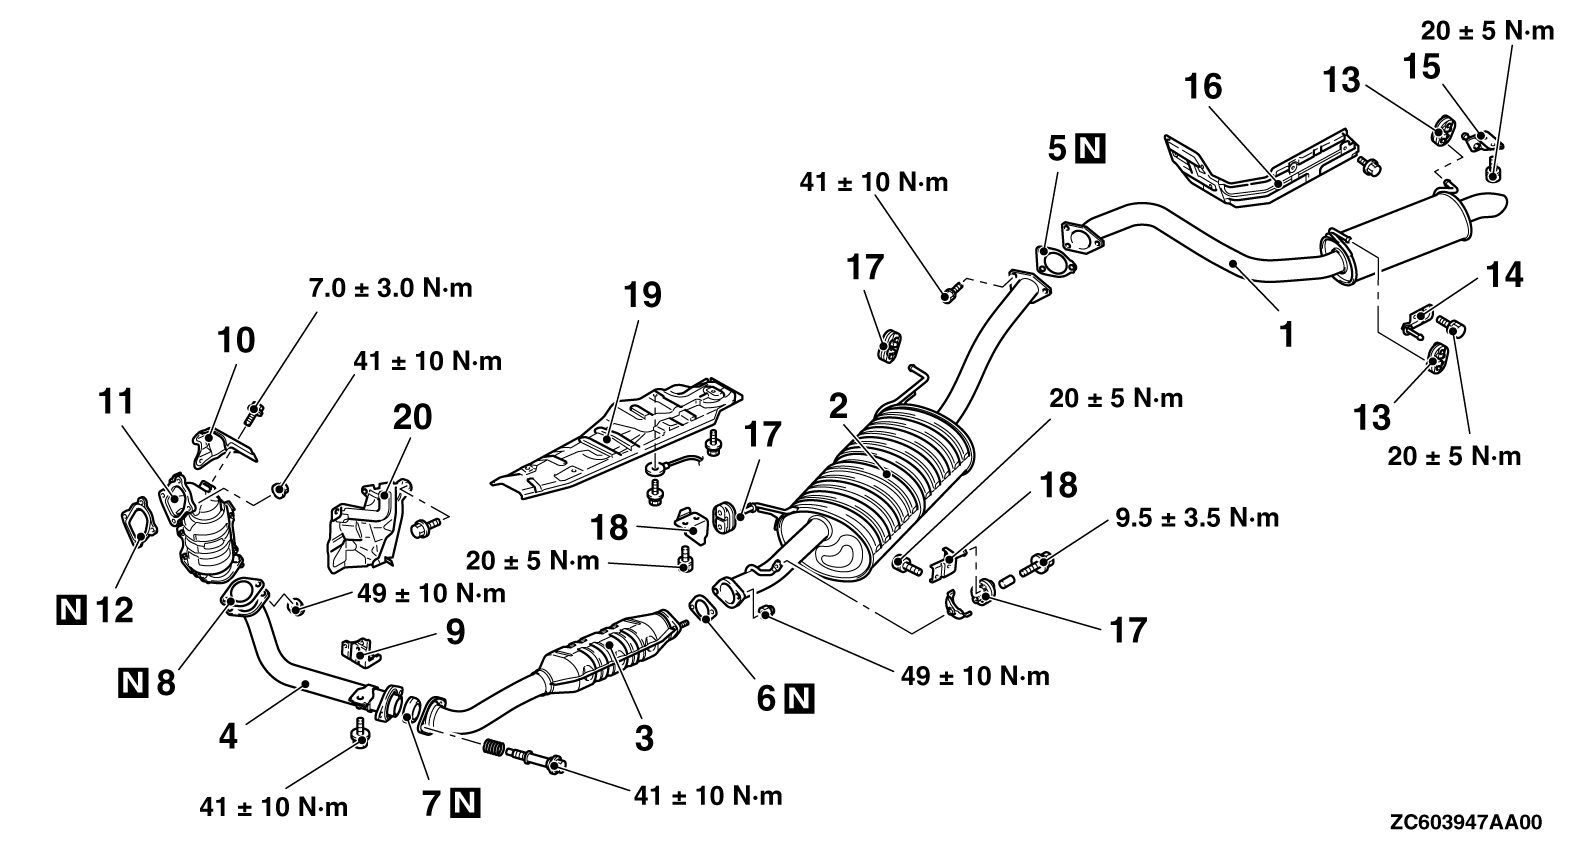 20 ± 5 N·m
15
13
16
5 N
41 ± 10 N·m
17
14
7.0 ± 3.0 N·m
19
1
10
41 ± 10 N·m
11
20
2
20 ± 5 N·m
13
17
20 ± 5 N·m
18
18
9.5 ± 3.5 N·m
20 ± 5 N·m
49 ± 10 N·m
N 12
9
17
N 8
49 ± 10 N·m
6 N
4
3
41 ± 10 N·m
7 N
41 ± 10 N·m
ZC603947AA00